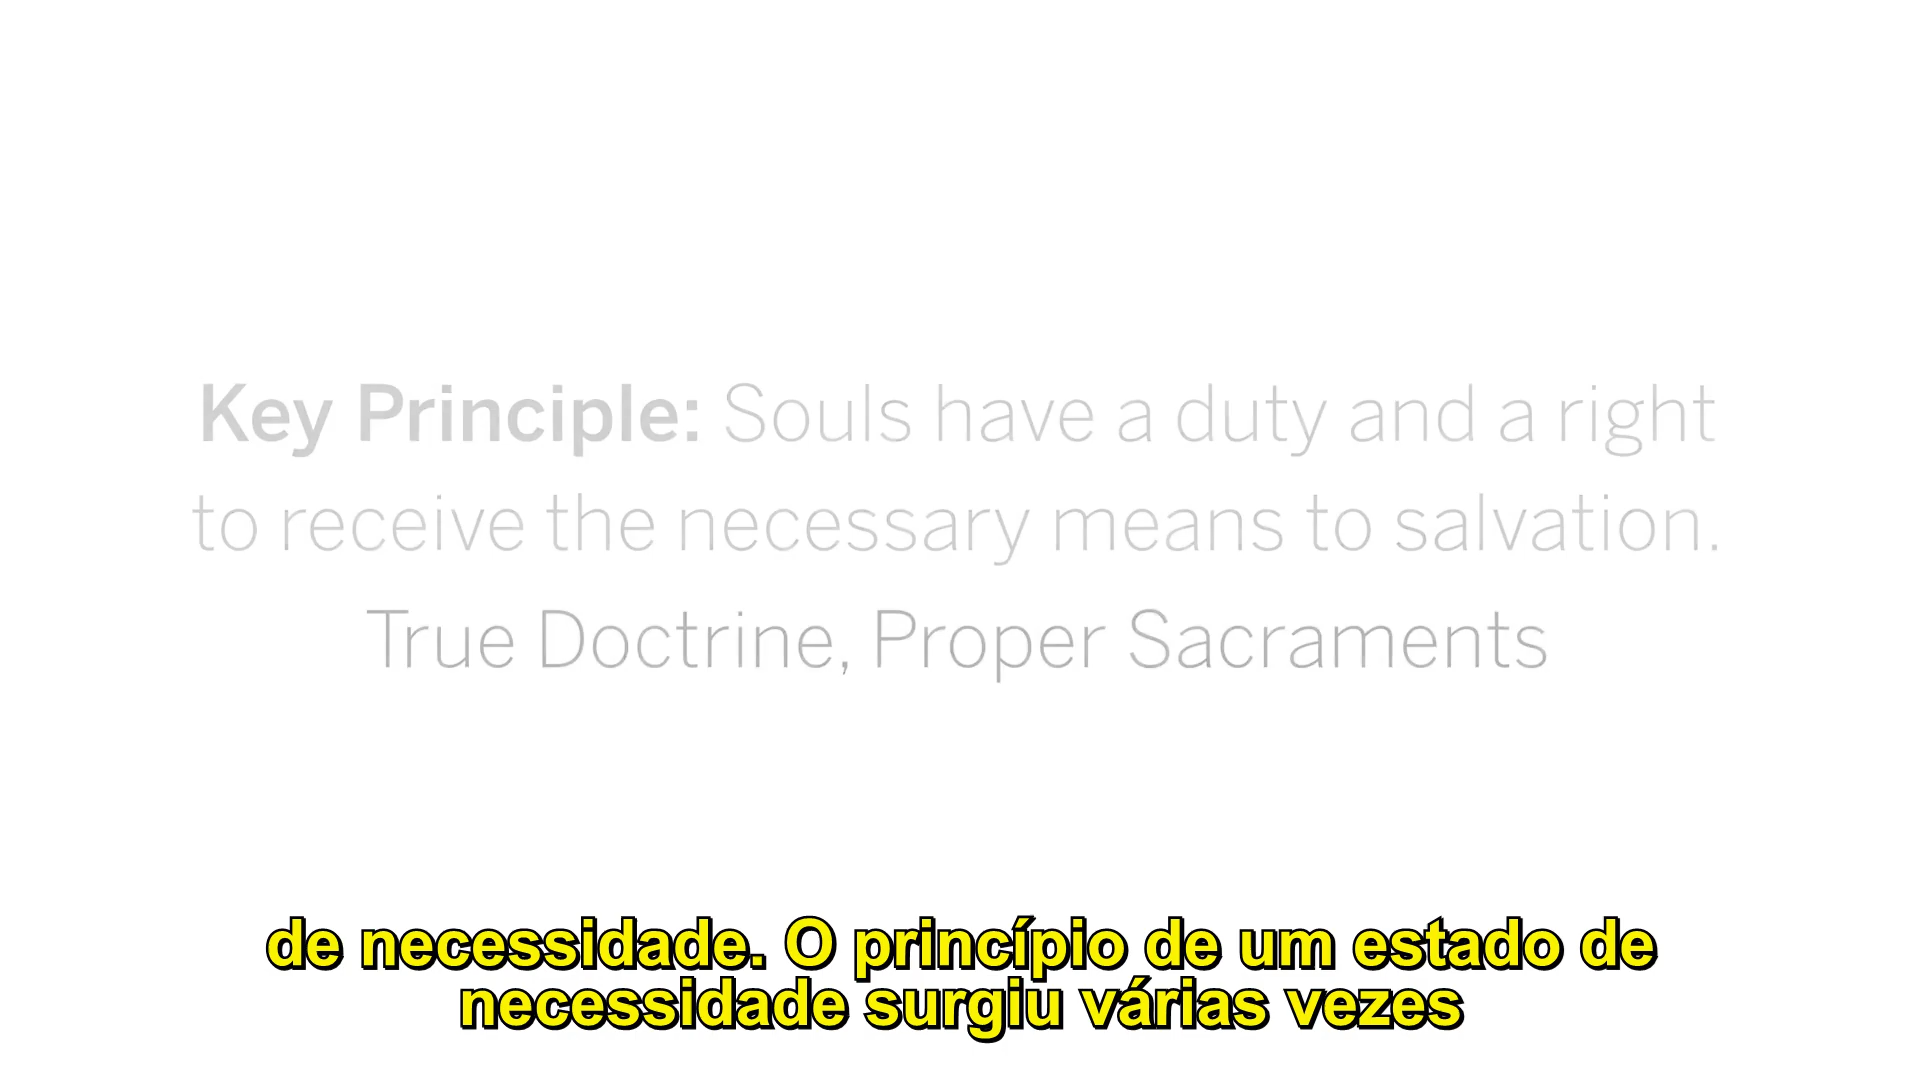 Key Principle: Souls have a duty and a right
to receive the necessary means to salvation.
True Doctrine, Proper Sacraments
de necessidade. O princípio de um estado de
necessidade surgiu várias vezes